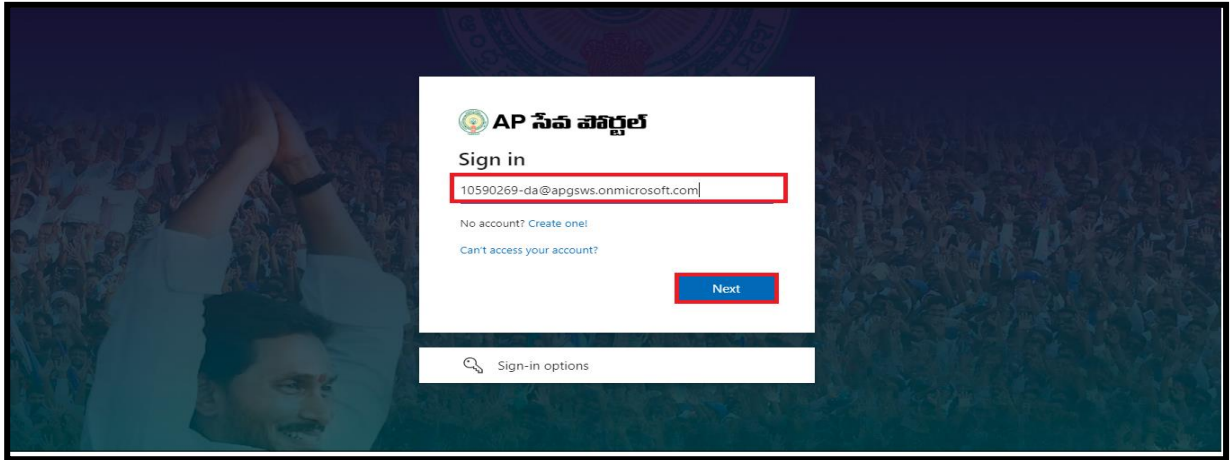 AP సేవ పోర్టల్
Sign in
10590269-da@apgsws.onmicrosoft.com
No account? Create one!
Can't access your account?
Next
Sign-in options